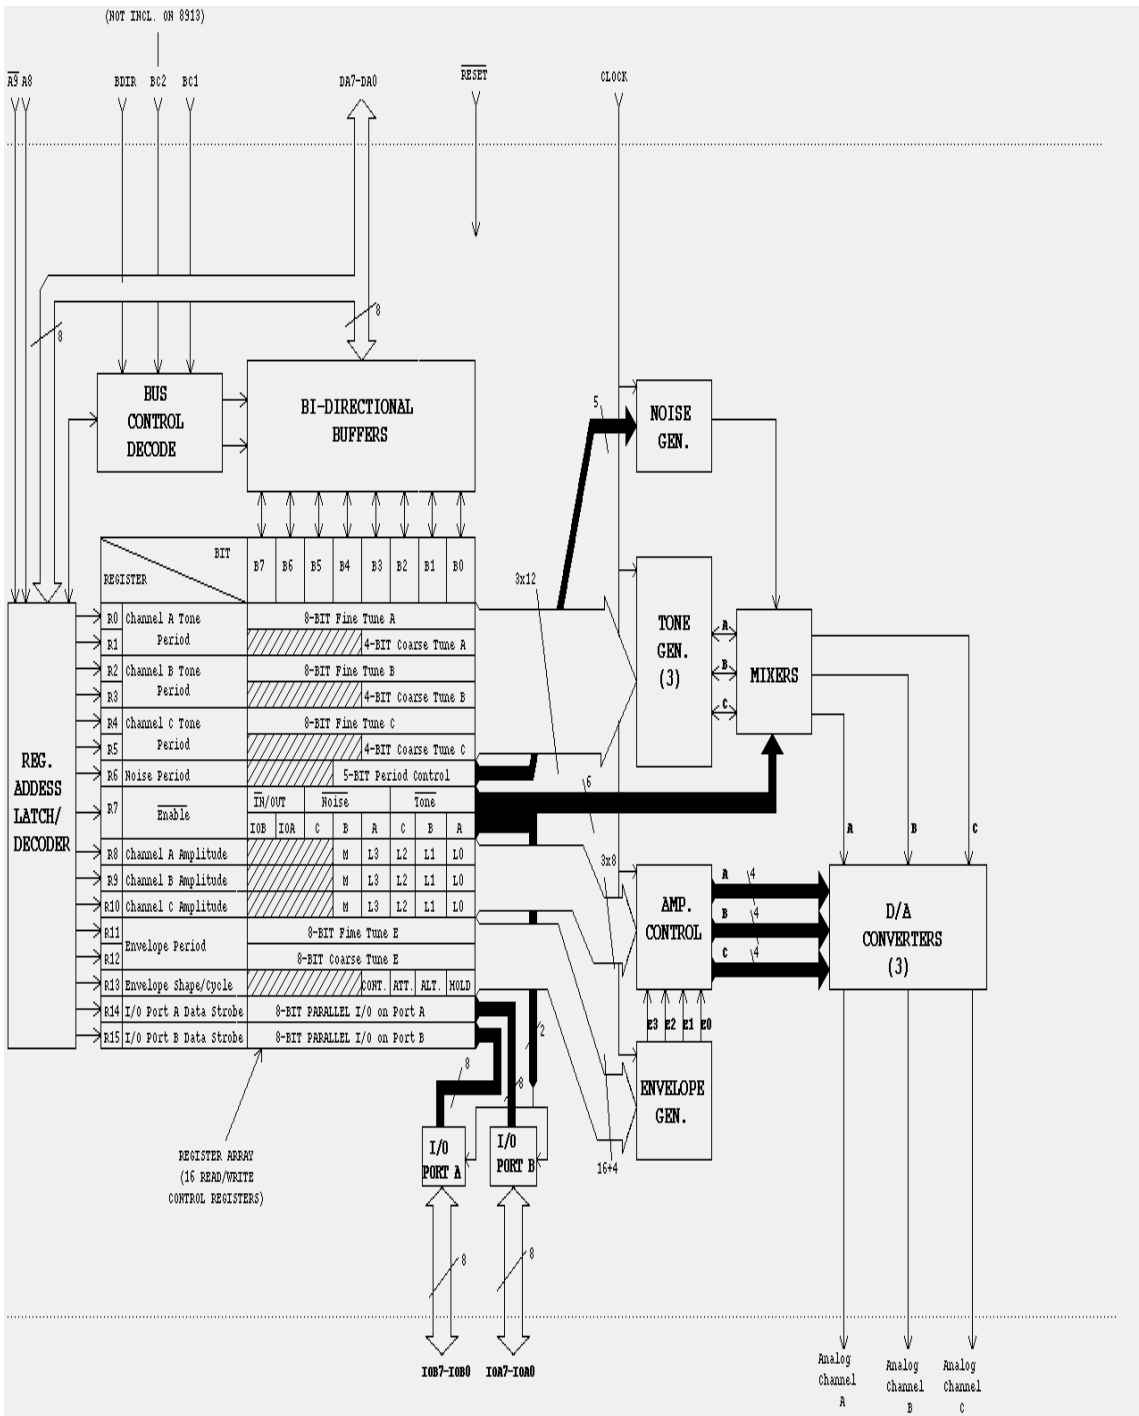 (NOT INCL. ON 8913)
A9 A8 BDIR BC2 BC1 DA7-DA0 RESET CLOCK
8
8
BUS
CONTROL
DECODE
BI-DIRECTIONAL
BUFFERS
5
NOISE
GEN.
BIT
REGISTER
B7 B6 B5 B4 B3 B2 B1 B0
3x12
R0 Channel A Tone 8-BIT Fine Tune A
R1 Period 4-BIT Coarse Tune A
R2 Channel B Tone 8-BIT Fine Tune B
R3 Period 4-BIT Coarse Tune B
R4 Channel C Tone 8-BIT Fine Tune C
R5 Period 4-BIT Coarse Tune C
R6 Noise Period 5-BIT Period Control
R7 Enable IN/OUT Noise Tone
IOB IOA C B A C B A
R8 Channel A Amplitude M L3 L2 L1 L0
R9 Channel B Amplitude M L3 L2 L1 L0
R10 Channel C Amplitude M L3 L2 L1 L0
R11 Envelope Period 8-BIT Fime Tune E
R12 8-BIT Coarse Tune E
R13 Envelope Shape/Cycle CONT. ATT. ALT. HOLD
R14 I/O Port A Data Strobe 8-BIT PARALLEL I/O on Port A
R15 I/O Port B Data Strobe 8-BIT PARALLEL I/O on Port B
REG.
ADDESS
LATCH/
DECODER
TONE
GEN.
(3)
A
B
C
MIXERS
6
A B C
3x8
AMP.
CONTROL
A 4
B 4
C 4
D/A
CONVERTERS
(3)
E3 E2 E1 E0
ENVELOPE
GEN.
2
8
8
16+4
I/O
PORT A
I/O
PORT B
REGISTER ARRAY
(16 READ/WRITE
CONTROL REGISTERS)
8
8
IOB7-IOB0 IOA7-IOA0
Analog
Channel
A
Analog
Channel
B
Analog
Channel
C